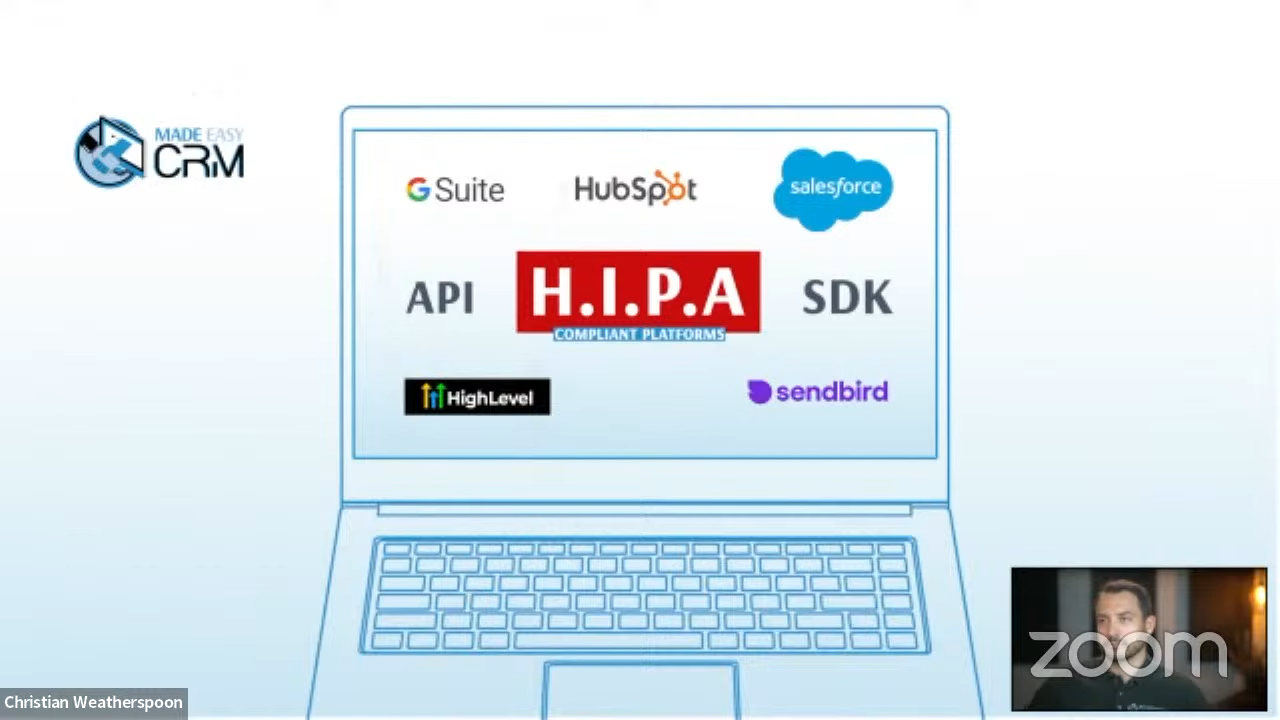 MADE EASY
CRM
G Suite
HubSpot
salesforce
API
H.I.P.A
SDK
COMPLIANT PLATFORMS
HighLevel
sendbird
zoom
Christian Weatherspoon